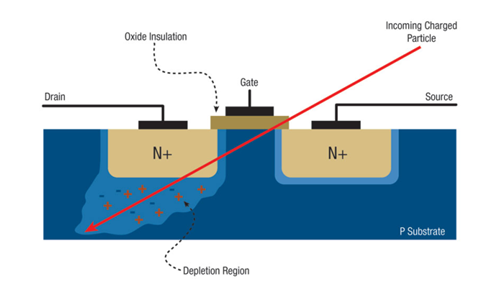 Incoming Charged
Particle
Oxide Insulation
Gate
Drain
Source
N+
N+
P Substrate
Depletion Region